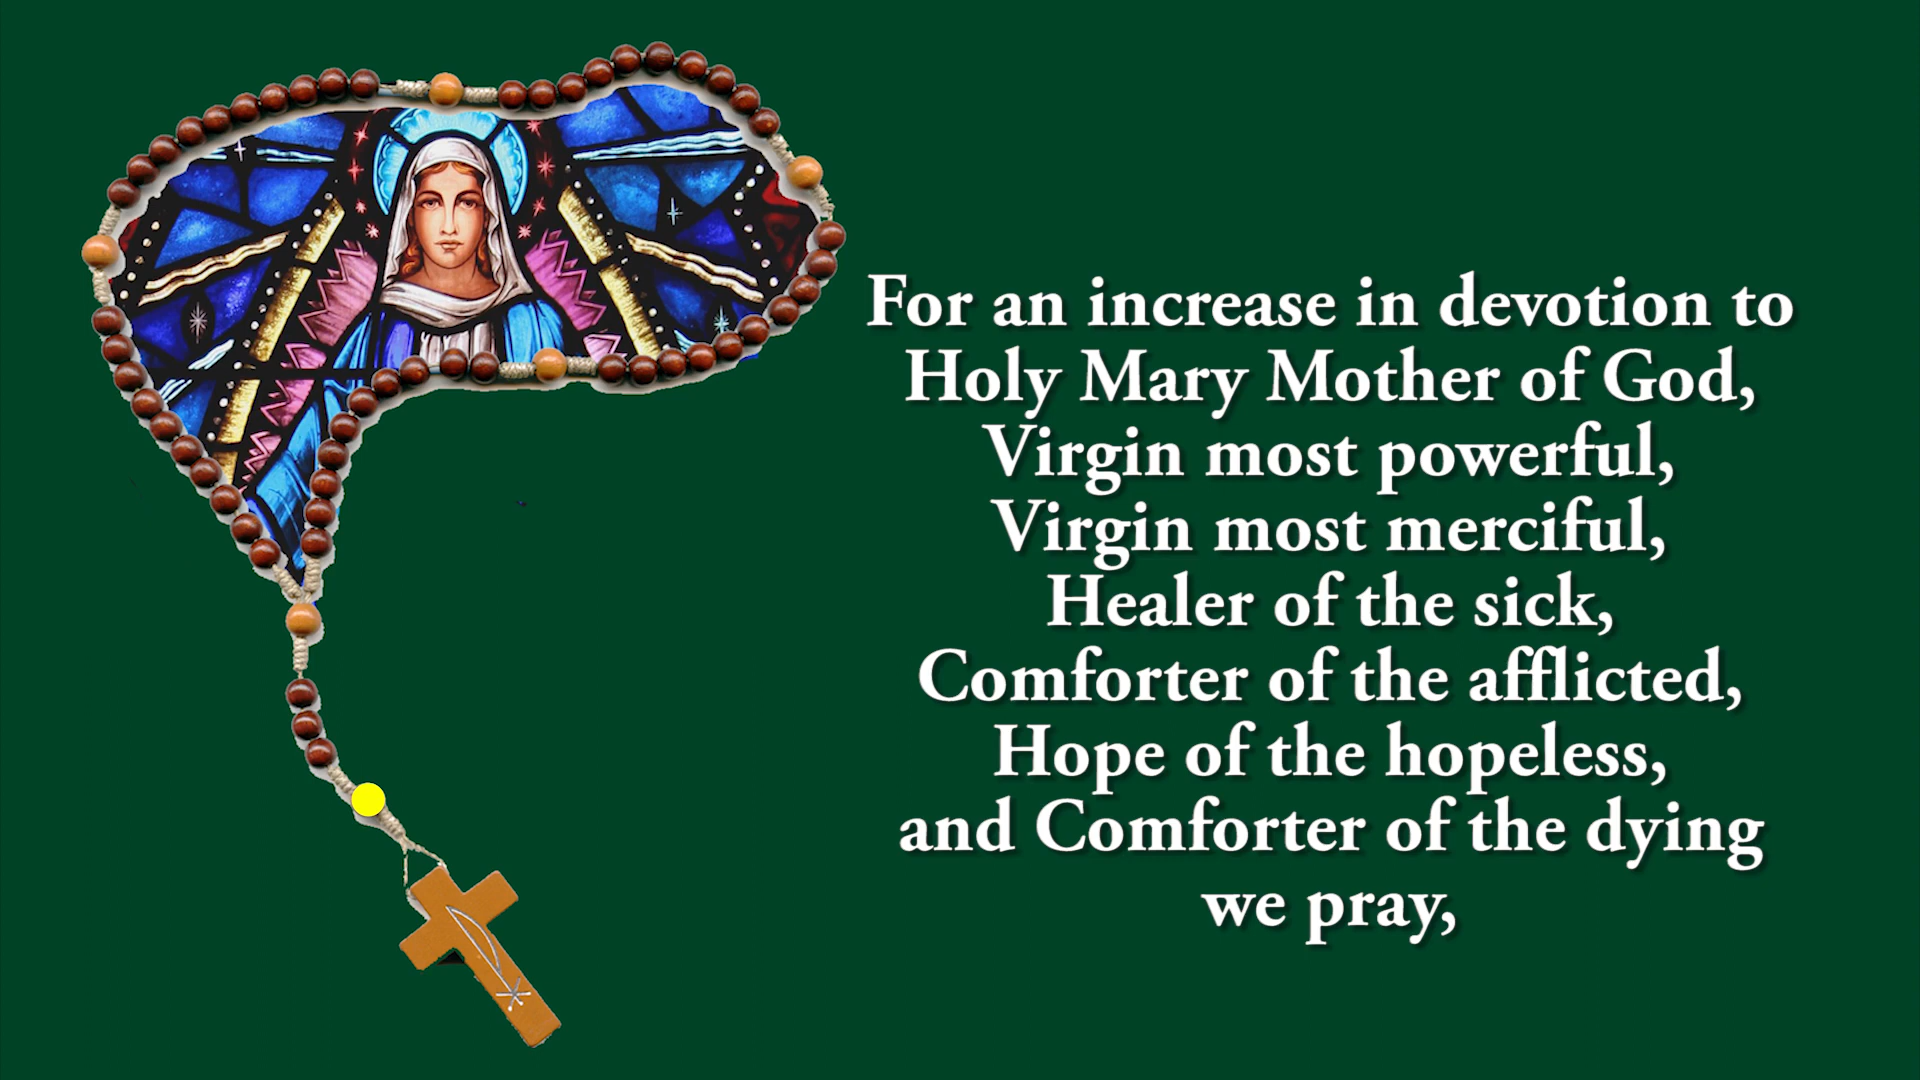 For an increase in devotion to
Holy Mary Mother of God,
Virgin most powerful,
Virgin most merciful,
Healer of the sick,
Comforter of the afflicted,
Hope of the hopeless,
and Comforter of the dying
we pray,